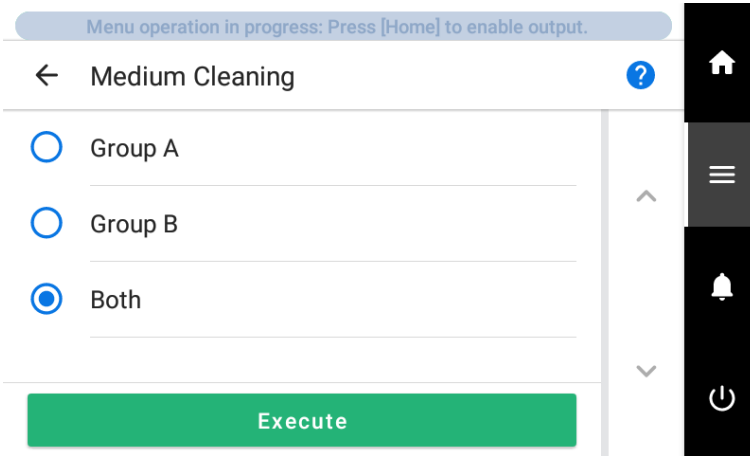 Menu operation in progress: Press [Home] to enable output.
Medium Cleaning
?
Group A
Group B
Both
Execute